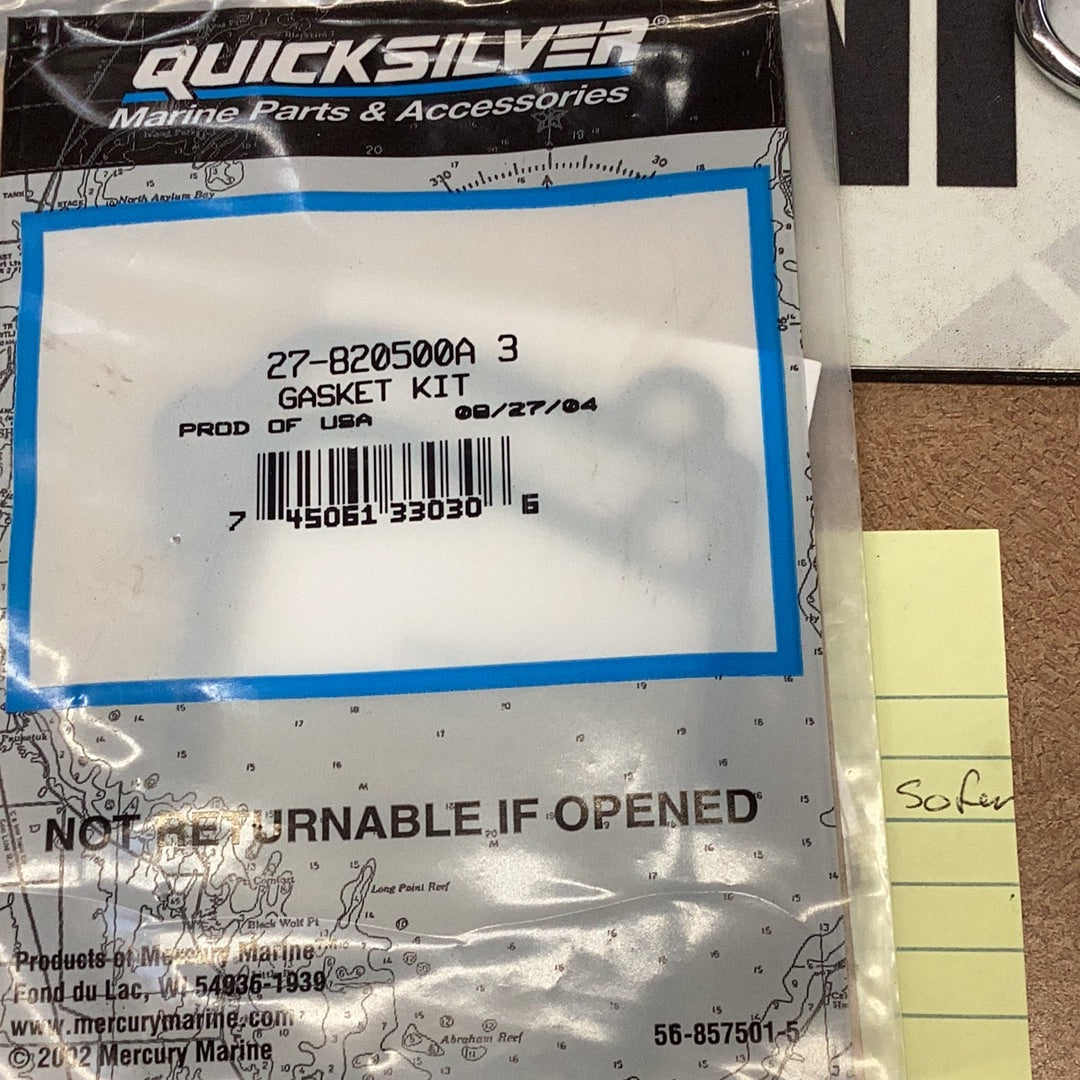 QUICKSILVER®
Marine Parts & Accessories
North Asylum Bay
27-820500A 3
GASKET KIT
PROD OF USA 08/27/04
7 45061 33030 6
NOT RETURNABLE IF OPENED
Long Point Reef
Black Wolf Pt
Products of Mercury Marine
Fond du Lac, WI 54936-1939
www.mercurymarine.com
© 2002 Mercury Marine
Abraham Reef
56-857501-5